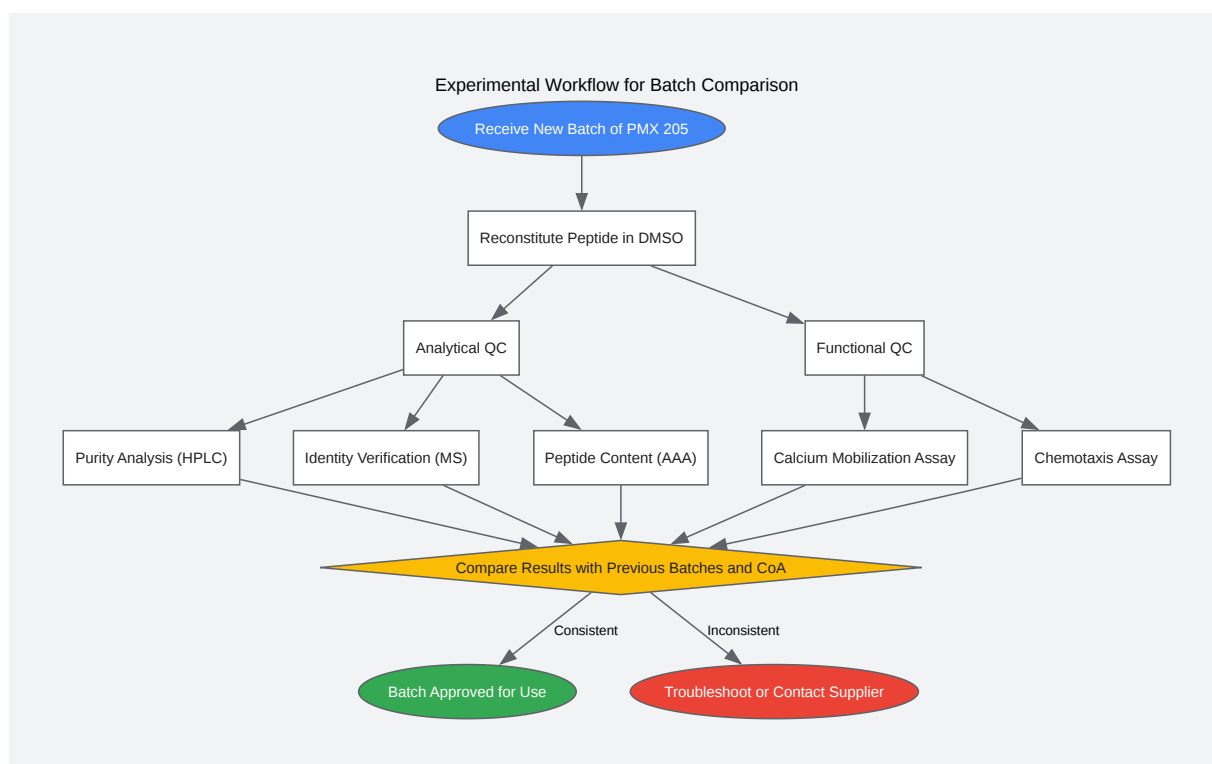 Experimental Workflow for Batch Comparison
Receive New Batch of PMX 205
Reconstitute Peptide in DMSO
Analytical QC
Functional QC
Purity Analysis (HPLC)
Identity Verification (MS)
Peptide Content (AAA)
Calcium Mobilization Assay
Chemotaxis Assay
Compare Results with Previous Batches and CoA
Consistent
Inconsistent
Batch Approved for Use
Troubleshoot or Contact Supplier